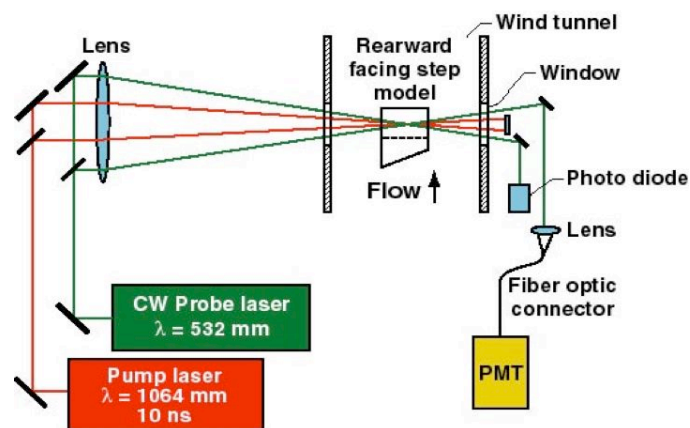 Lens
Wind tunnel
Rearward
facing step
model
Window
Flow
Photo diode
Lens
Fiber optic
connector
CW Probe laser
λ = 532 mm
Pump laser
λ = 1064 mm
10 ns
PMT